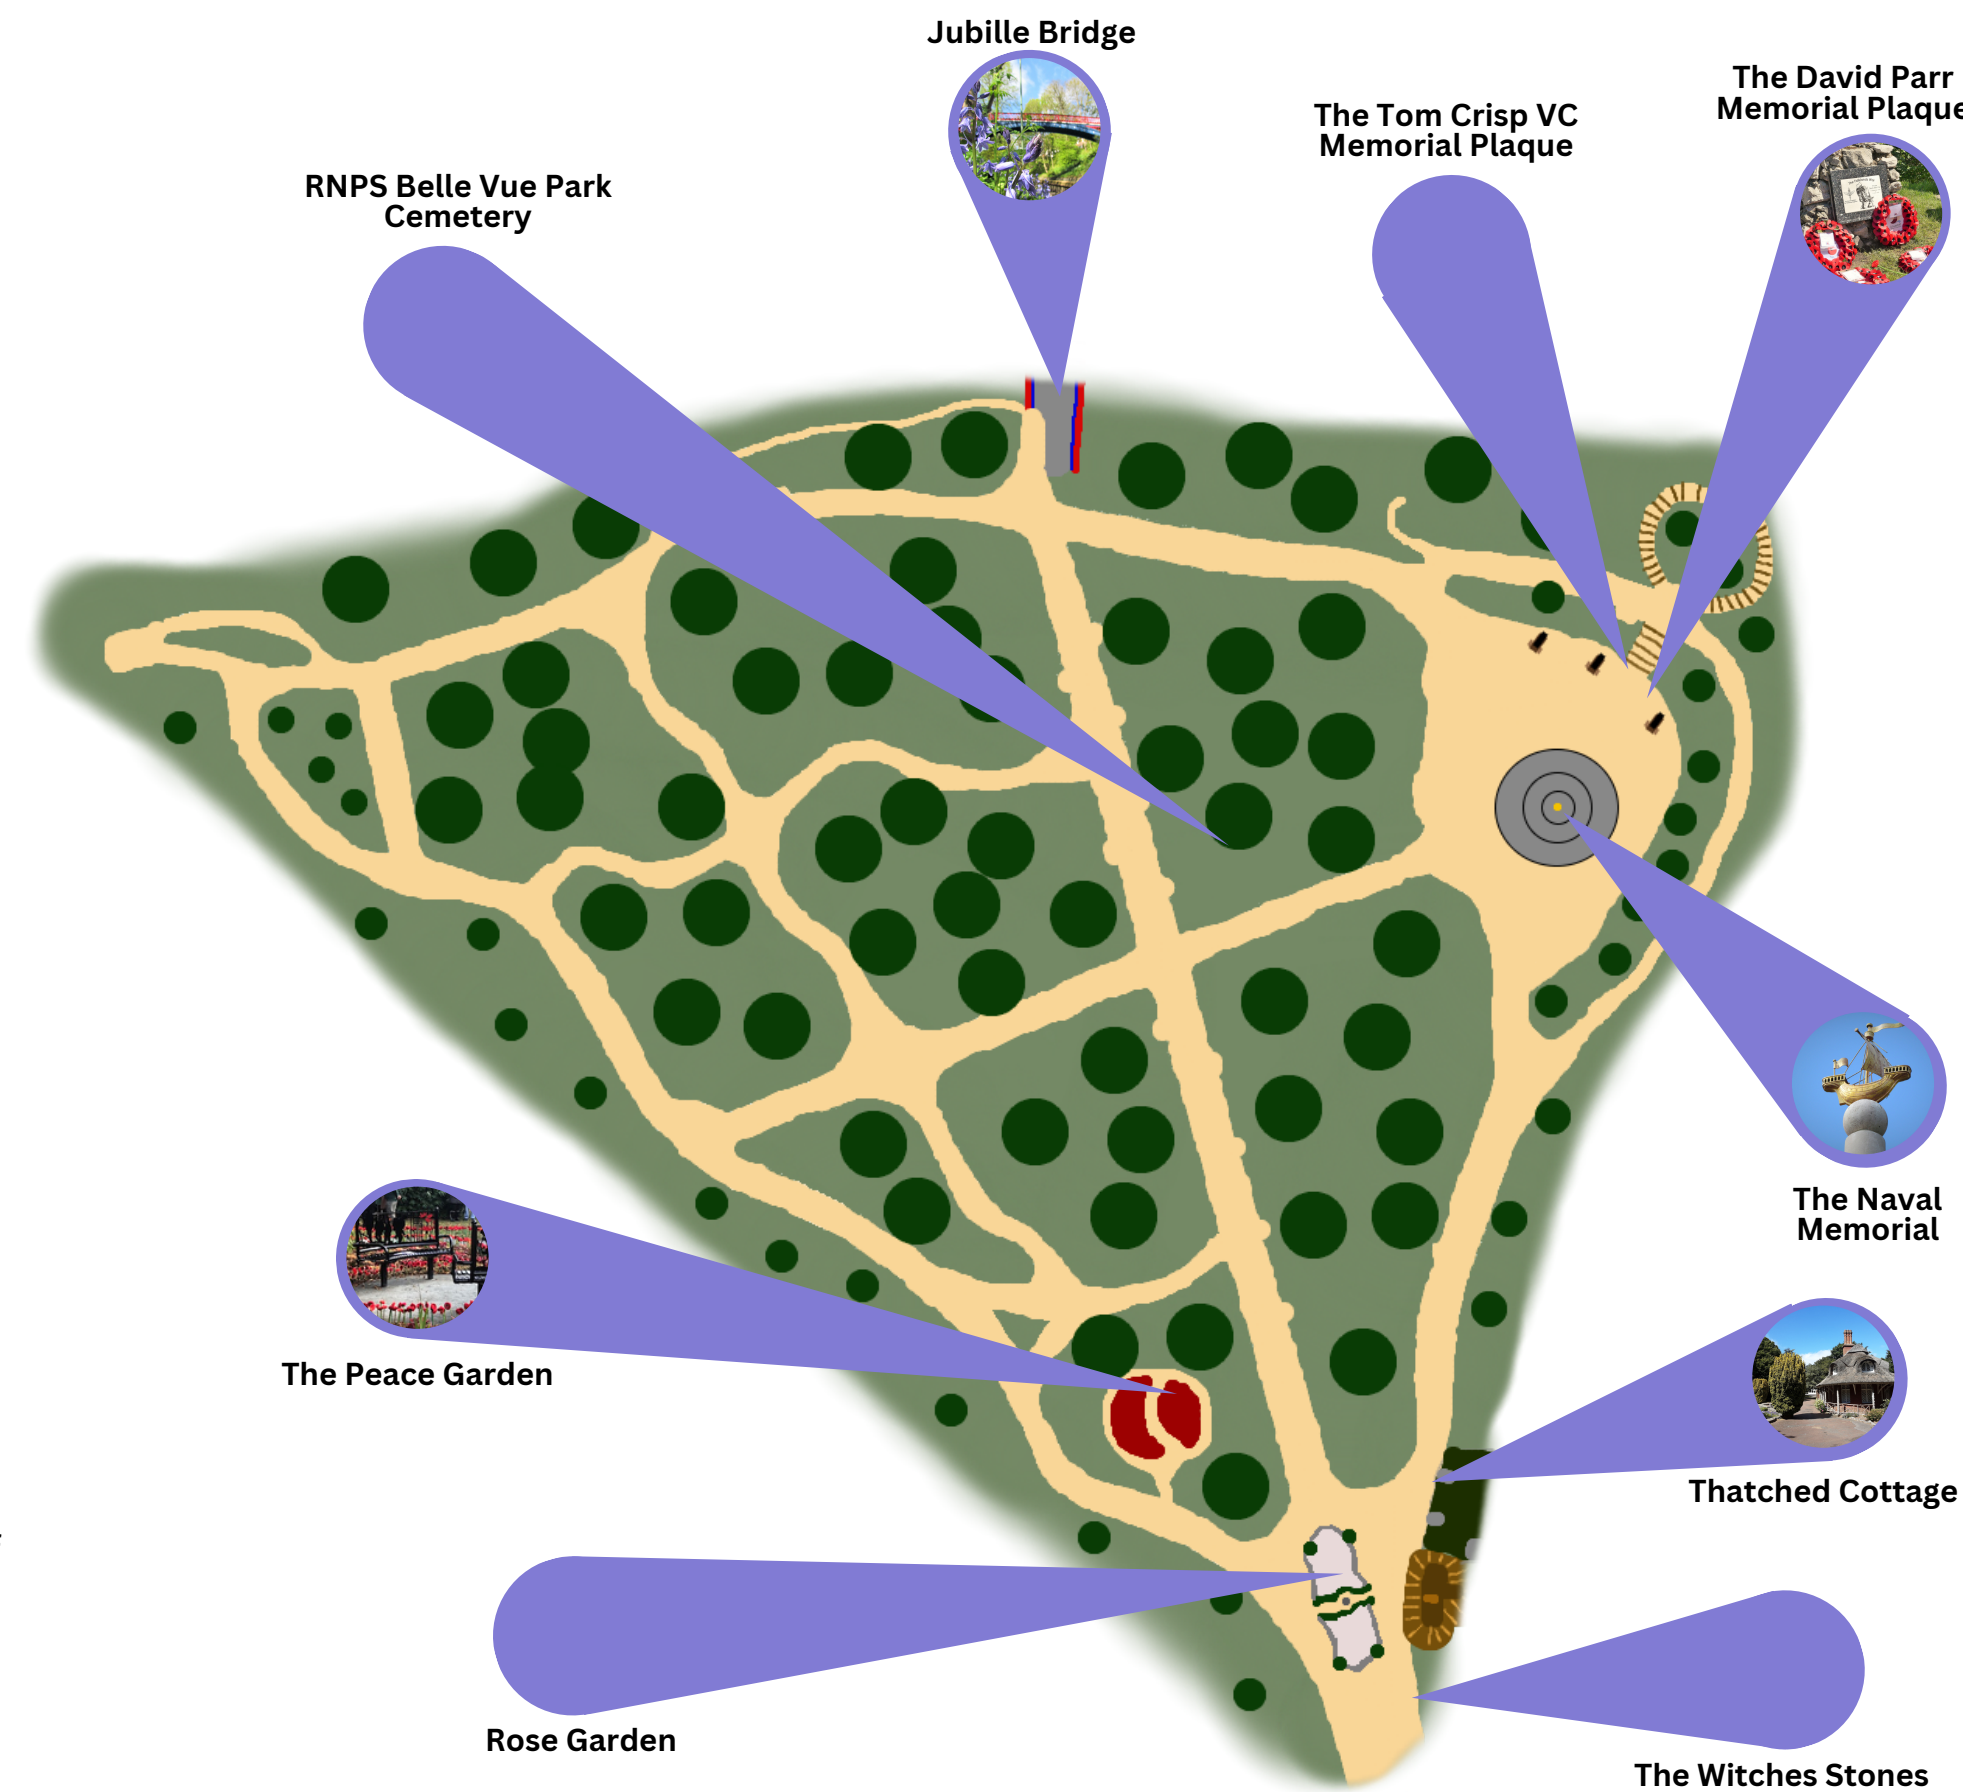 Jubille Bridge
The David Parr
Memorial Plaque
The Tom Crisp VC
Memorial Plaque
RNPS Belle Vue Park
Cemetery
The Naval
Memorial
The Peace Garden
Thatched Cottage
Rose Garden
The Witches Stones